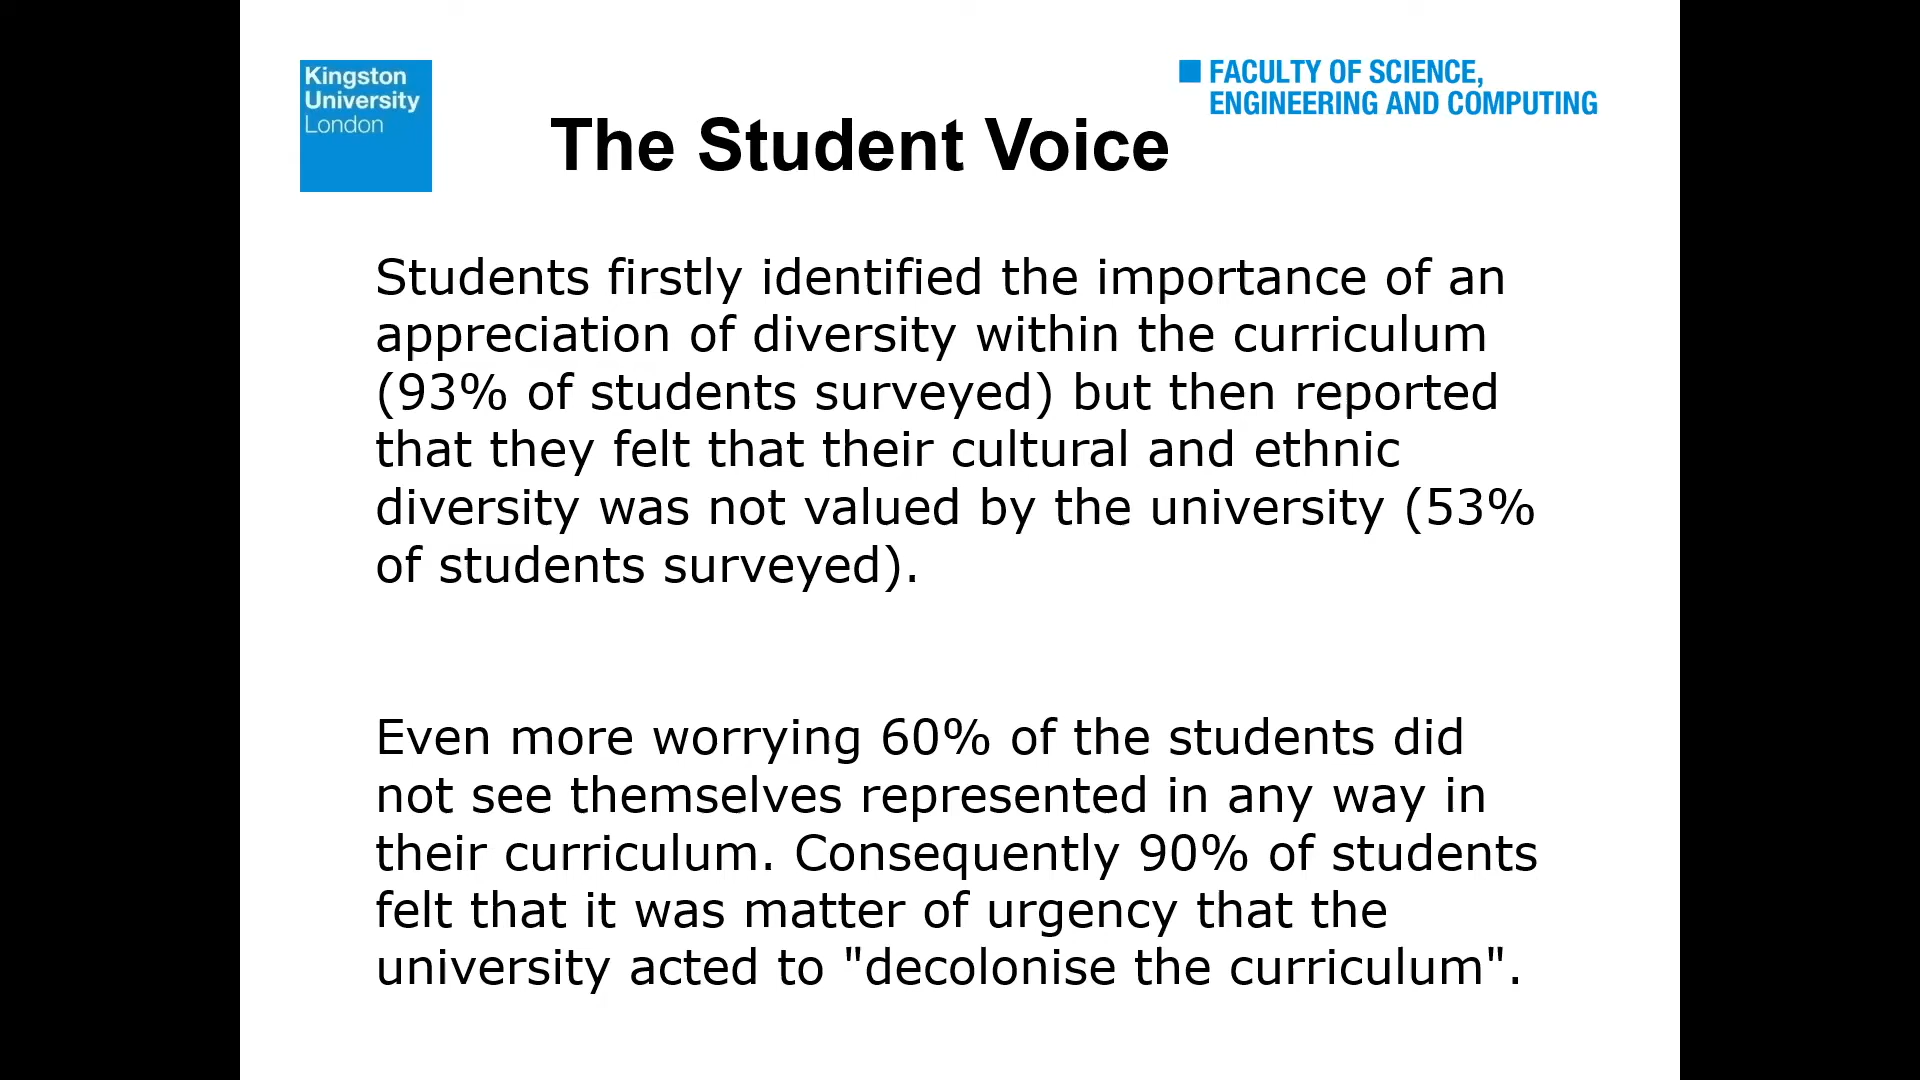 Kingston
University
London
FACULTY OF SCIENCE,
ENGINEERING AND COMPUTING
The Student Voice
Students firstly identified the importance of an
appreciation of diversity within the curriculum
(93% of students surveyed) but then reported
that they felt that their cultural and ethnic
diversity was not valued by the university (53%
of students surveyed).
Even more worrying 60% of the students did
not see themselves represented in any way in
their curriculum. Consequently 90% of students
felt that it was matter of urgency that the
university acted to "decolonise the curriculum".